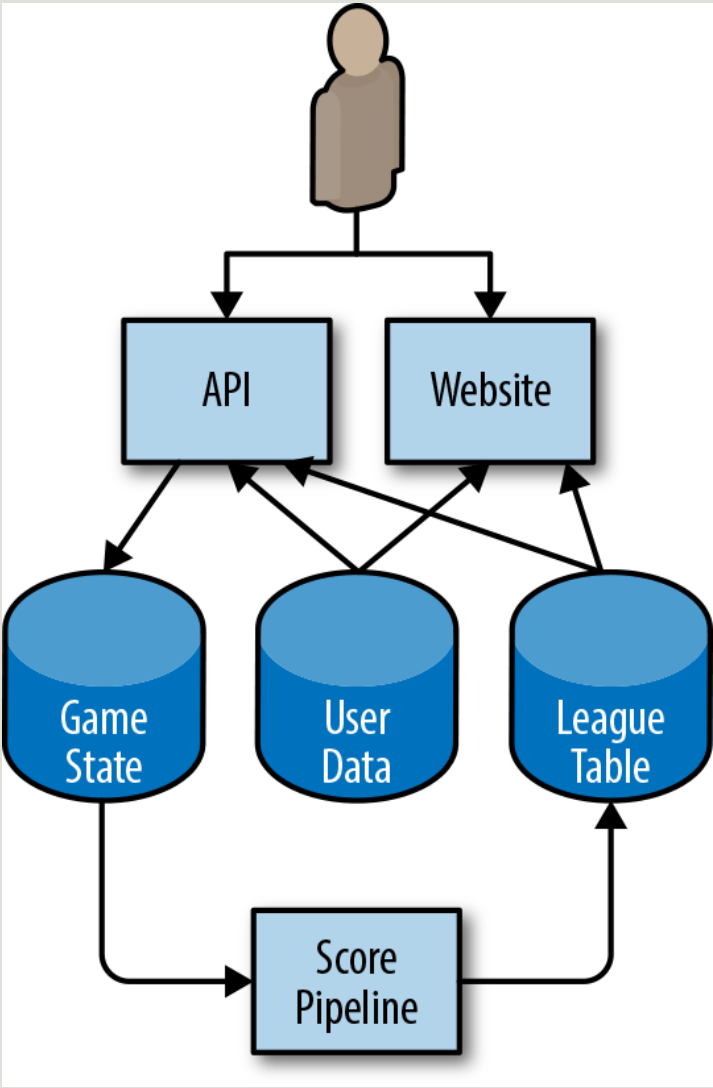 API
Website
Game
State
User
Data
League
Table
Score
Pipeline